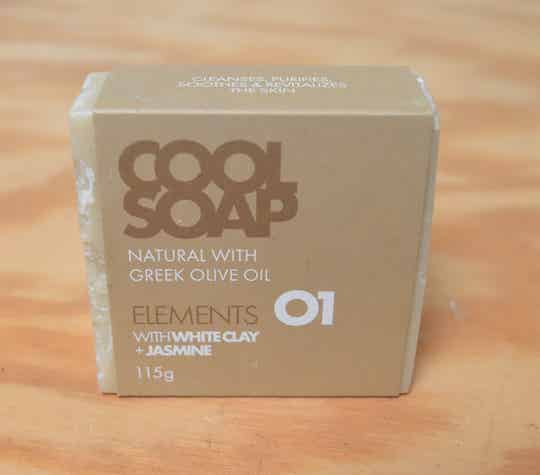 CLEANSES, PURIFIES,
SOOTHES & REVITALIZES
THE SKIN
COOL
SOAP
NATURAL WITH
GREEK OLIVE OIL
ELEMENTS 01
WITH WHITE CLAY
+ JASMINE
115g